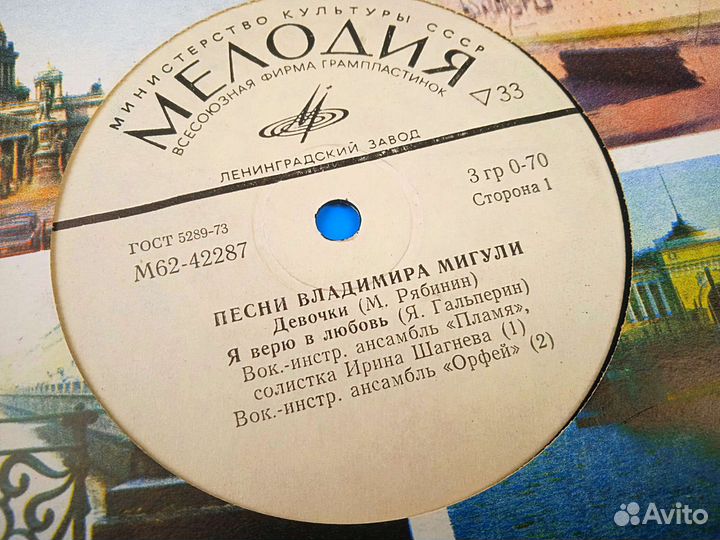 МИНИСТЕРСТВО КУЛЬТУРЫ СССР
МЕЛОДИЯ
ВСЕСОЮЗНАЯ ФИРМА ГРАМПЛАСТИНОК
33
ЛЕНИНГРАДСКИЙ ЗАВОД
3 гр 0-70
Сторона 1
ГОСТ 5289-73
М62-42287
ПЕСНИ ВЛАДИМИРА МИГУЛИ
Девочки (М. Рябинин)
Я верю в любовь (Я. Гальперин)
Вок.-инстр. ансамбль «Пламя»,
солистка Ирина Шагнева (1)
Вок.-инстр. ансамбль «Орфей» (2)
Avito